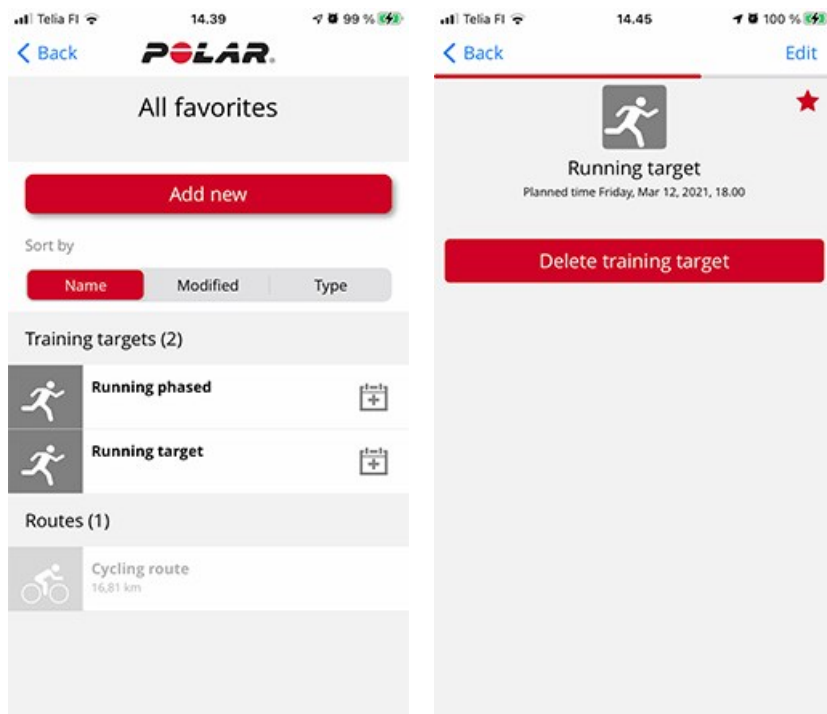 Telia FI 14.39 99 %
Back POLAR.
All favorites
Add new
Sort by
Name Modified Type
Training targets (2)
Running phased
Running target
Routes (1)
Cycling route
16,81 km
Telia FI 14.45 100 %
Back Edit
Running target
Planned time Friday, Mar 12, 2021, 18.00
Delete training target